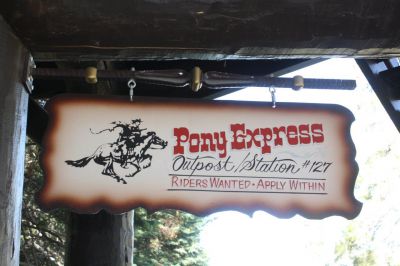 Pony Express
Outpost/Station #127
RIDERS WANTED • APPLY WITHIN